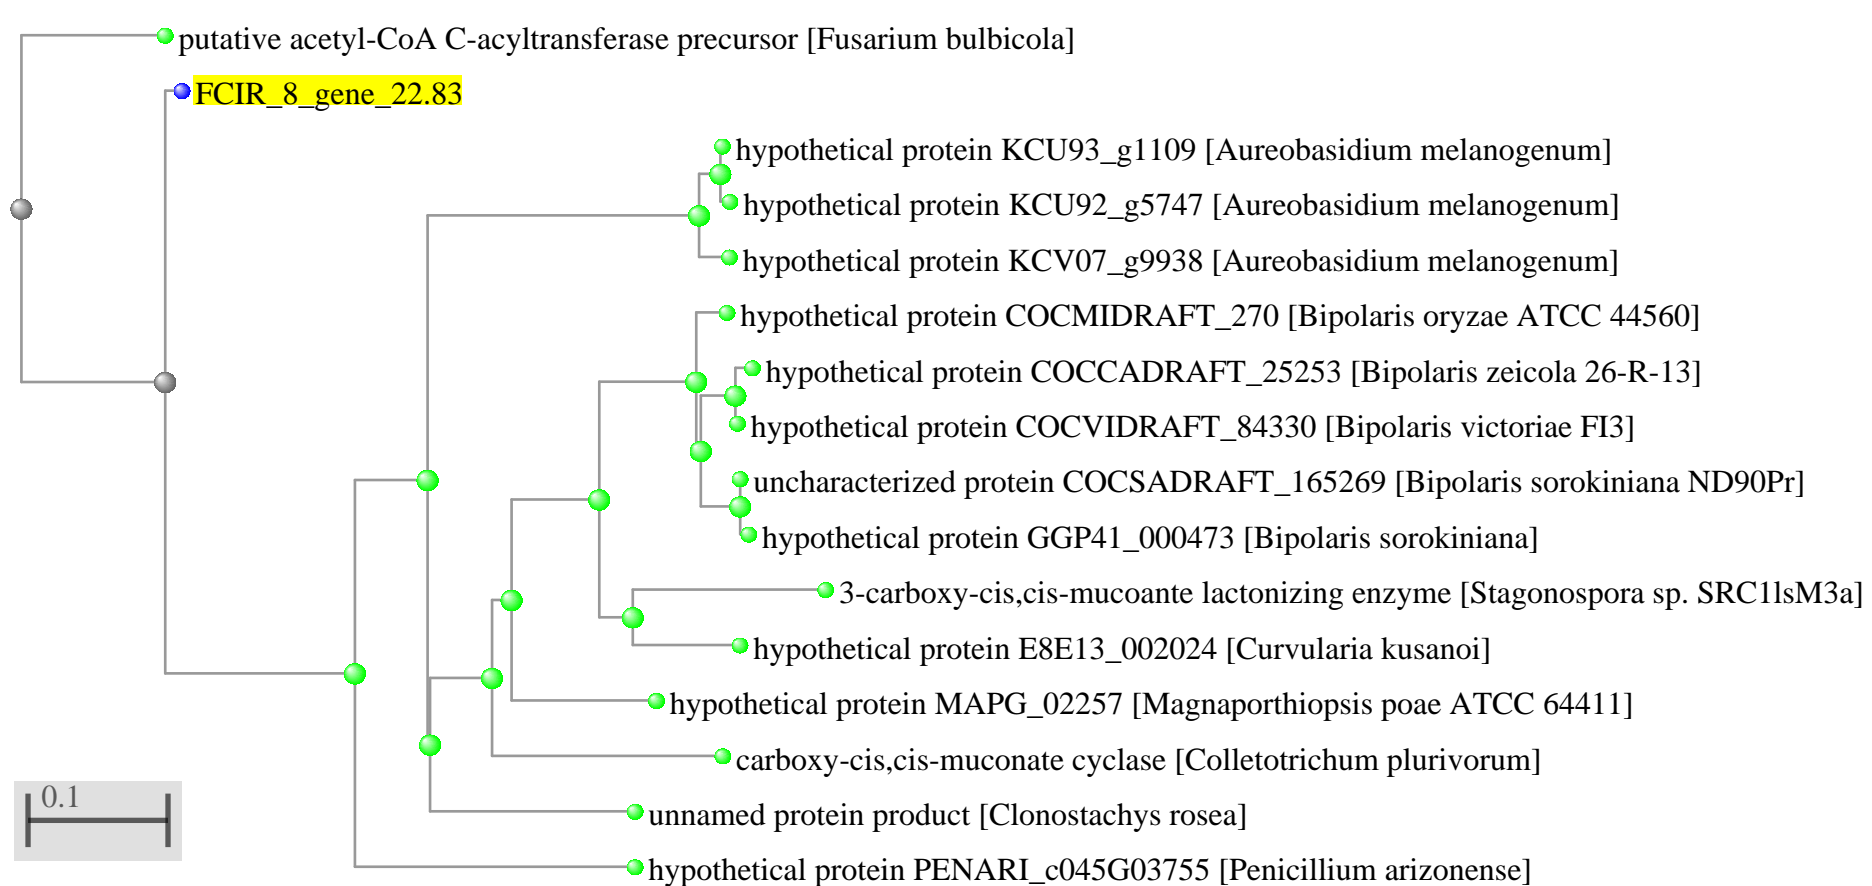 putative acetyl-CoA C-acyltransferase precursor [Fusarium bulbicola]
FCIR_8_gene_22.83
hypothetical protein KCU93_g1109 [Aureobasidium melanogenum]
hypothetical protein KCU92_g5747 [Aureobasidium melanogenum]
hypothetical protein KCV07_g9938 [Aureobasidium melanogenum]
hypothetical protein COCMIDRAFT_270 [Bipolaris oryzae ATCC 44560]
hypothetical protein COCCADRAFT_25253 [Bipolaris zeicola 26-R-13]
hypothetical protein COCVIDRAFT_84330 [Bipolaris victoriae FI3]
uncharacterized protein COCSADRAFT_165269 [Bipolaris sorokiniana ND90Pr]
hypothetical protein GGP41_000473 [Bipolaris sorokiniana]
3-carboxy-cis,cis-mucoante lactonizing enzyme [Stagonospora sp. SRC1lsM3a]
hypothetical protein E8E13_002024 [Curvularia kusanoi]
hypothetical protein MAPG_02257 [Magnaporthiopsis poae ATCC 64411]
carboxy-cis,cis-muconate cyclase [Colletotrichum plurivorum]
0.1
unnamed protein product [Clonostachys rosea]
hypothetical protein PENARI_c045G03755 [Penicillium arizonense]